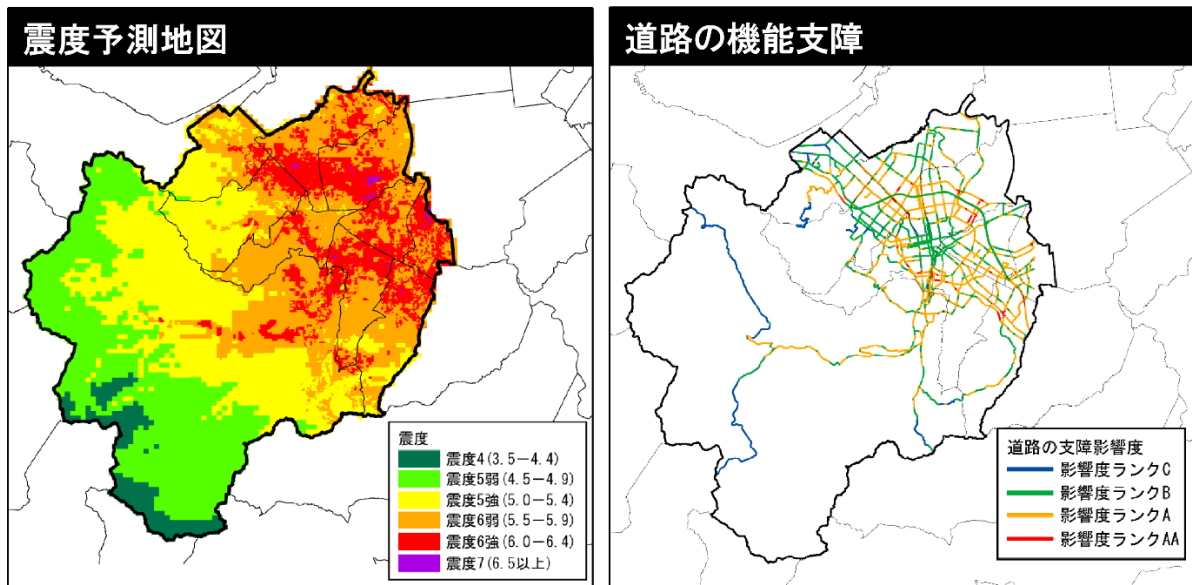 震度予測地図
震度
震度4(3.5－4.4)
震度5弱(4.5－4.9)
震度5強(5.0－5.4)
震度6弱(5.5－5.9)
震度6強(6.0－6.4)
震度7(6.5以上)
道路の機能支障
道路の支障影響度
影響度ランクC
影響度ランクB
影響度ランクA
影響度ランクAA